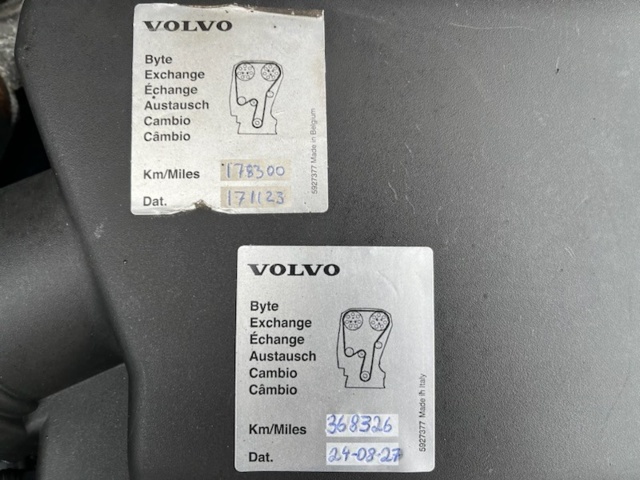 VOLVO
Byte
Exchange
Échange
Austausch
Cambio
Câmbio
Km/Miles 178300
Dat. 171123
5927377 Made in Belgium
VOLVO
Byte
Exchange
Échange
Austausch
Cambio
Câmbio
Km/Miles 368326
Dat. 24-08-27
5927377 Made in Italy